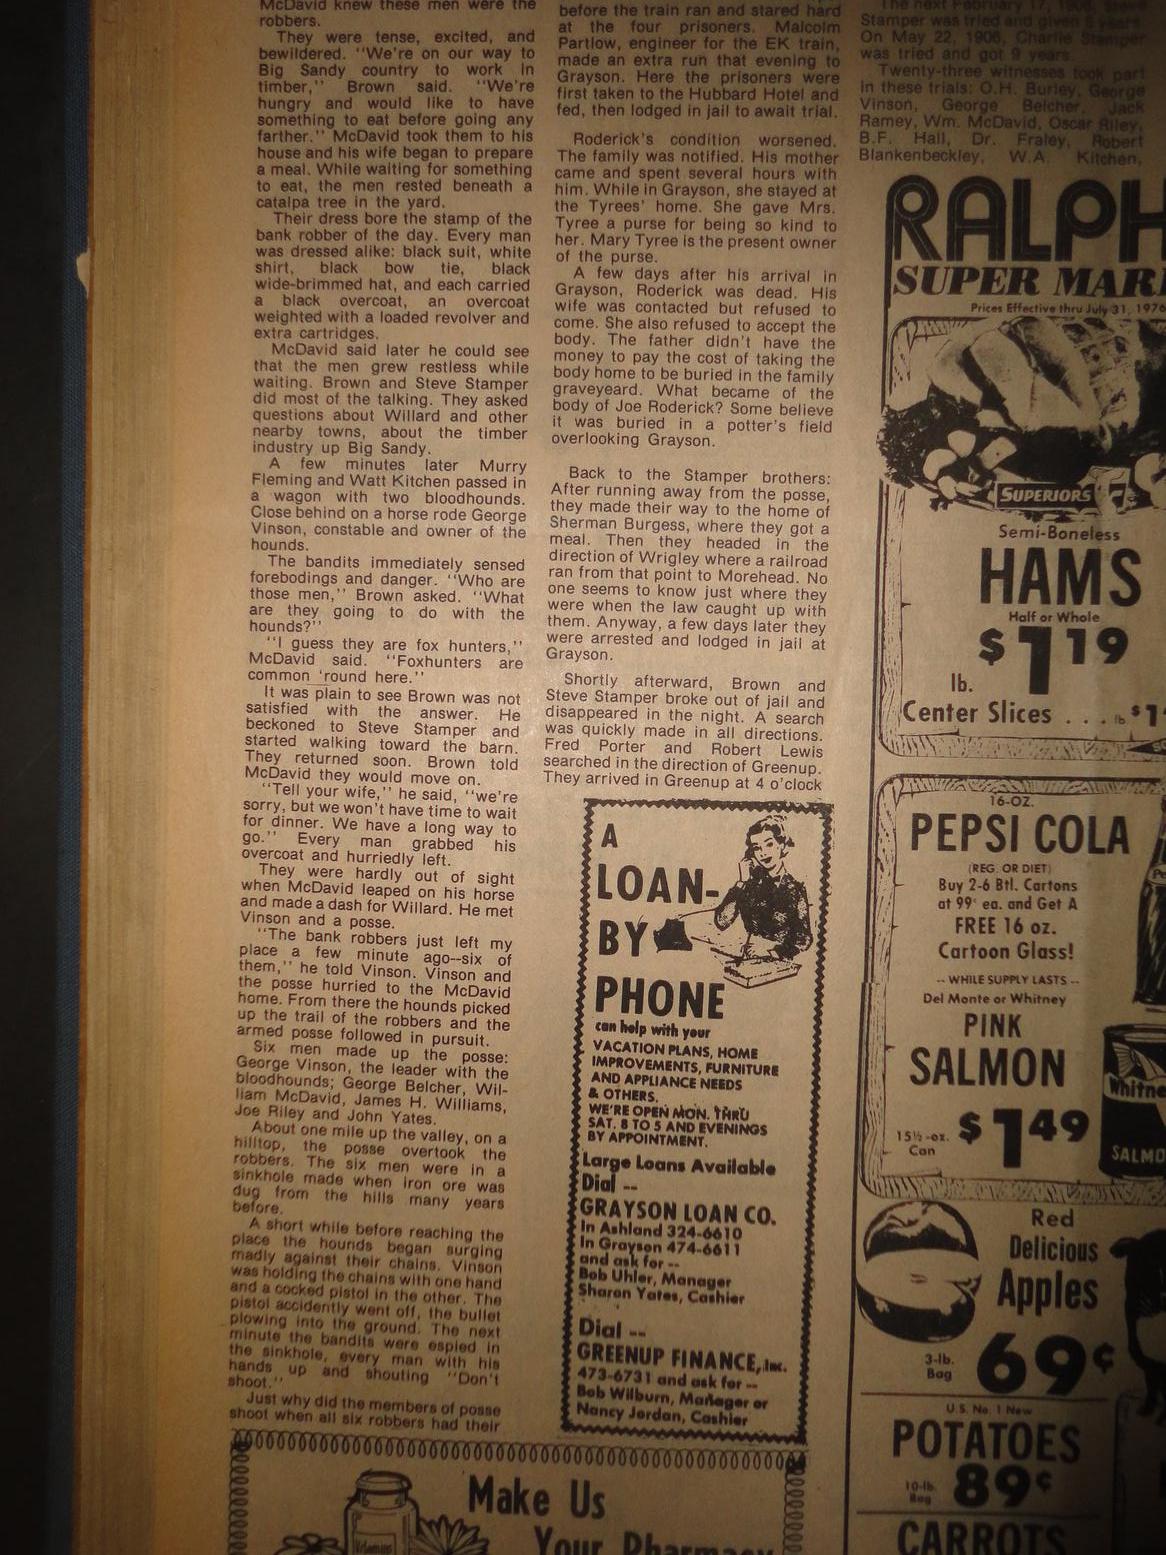 McDavid knew these men were the
robbers.
They were tense, excited, and
bewildered. ‘‘We're on our way to
Big Sandy country to work in
timber,’’ Brown said. ‘‘We're
hungry and would like to have
something to eat before going any
farther.’’ McDavid took them to his
house and his wife began to prepare
a meal. While waiting for something
to eat, the men rested beneath a
catalpa tree in the yard.
Their dress bore the stamp of the
bank robber of the day. Every man
was dressed alike: black suit, white
shirt, black bow tie, black
wide-brimmed hat, and each carried
a black overcoat, an overcoat
weighted with a loaded revolver and
extra cartridges.
McDavid said later he could see
that the men grew restless while
waiting. Brown and Steve Stamper
did most of the talking. They asked
questions about Willard and other
nearby towns, about the timber
industry up Big Sandy.
A few minutes later Murry
Fleming and Watt Kitchen passed in
a wagon with two bloodhounds.
Close behind on a horse rode George
Vinson, constable and owner of the
hounds.
The bandits immediately sensed
forebodings and danger. ‘‘Who are
those men,’’ Brown asked. ‘‘What
are they going to do with the
hounds?’’
‘‘I guess they are fox hunters,’’
McDavid said. ‘‘Foxhunters are
common 'round here.’’
It was plain to see Brown was not
satisfied with the answer. He
beckoned to Steve Stamper and
started walking toward the barn.
They returned soon. Brown told
McDavid they would move on.
‘‘Tell your wife,’’ he said, ‘‘we're
sorry, but we won't have time to wait
for dinner. We have a long way to
go.’’ Every man grabbed his
overcoat and hurriedly left.
They were hardly out of sight
when McDavid leaped on his horse
and made a dash for Willard. He met
Vinson and a posse.
‘‘The bank robbers just left my
place a few minute ago--six of
them,’’ he told Vinson. Vinson and
the posse hurried to the McDavid
home. From there the hounds picked
up the trail of the robbers and the
armed posse followed in pursuit.
Six men made up the posse:
George Vinson, the leader with the
bloodhounds; George Belcher, Wil-
liam McDavid, James H. Williams,
Joe Riley and John Yates.
About one mile up the valley, on a
hilltop, the posse overtook the
robbers. The six men were in a
sinkhole made when iron ore was
dug from the hills many years
before.
A short while before reaching the
place the hounds began surging
madly against their chains. Vinson
was holding the chains with one hand
and a cocked pistol in the other. The
pistol accidently went off, the bullet
plowing into the ground. The next
minute the bandits were espied in
the sinkhole, every man with his
hands up and shouting ‘‘Don't
shoot.’’
Just why did the members of posse
shoot when all six robbers had their
before the train ran and stared hard
at the four prisoners. Malcolm
Partlow, engineer for the EK train,
made an extra run that evening to
Grayson. Here the prisoners were
first taken to the Hubbard Hotel and
fed, then lodged in jail to await trial.
Roderick's condition worsened.
The family was notified. His mother
came and spent several hours with
him. While in Grayson, she stayed at
the Tyrees' home. She gave Mrs.
Tyree a purse for being so kind to
her. Mary Tyree is the present owner
of the purse.
A few days after his arrival in
Grayson, Roderick was dead. His
wife was contacted but refused to
come. She also refused to accept the
body. The father didn't have the
money to pay the cost of taking the
body home to be buried in the family
graveyeard. What became of the
body of Joe Roderick? Some believe
it was buried in a potter's field
overlooking Grayson.
Back to the Stamper brothers:
After running away from the posse,
they made their way to the home of
Sherman Burgess, where they got a
meal. Then they headed in the
direction of Wrigley where a railroad
ran from that point to Morehead. No
one seems to know just where they
were when the law caught up with
them. Anyway, a few days later they
were arrested and lodged in jail at
Grayson.
Shortly afterward, Brown and
Steve Stamper broke out of jail and
disappeared in the night. A search
was quickly made in all directions.
Fred Porter and Robert Lewis
searched in the direction of Greenup.
They arrived in Greenup at 4 o'clock
A
LOAN-
BY
PHONE
can help with your
VACATION PLANS, HOME
IMPROVEMENTS, FURNITURE
AND APPLIANCE NEEDS
& OTHERS.
WE'RE OPEN MON. THRU
SAT. 8 TO 5 AND EVENINGS
BY APPOINTMENT.
Large Loans Available
Dial --
GRAYSON LOAN CO.
In Ashland 324-6610
In Grayson 474-6611
and ask for --
Bob Uhler, Manager
Sharon Yates, Cashier
Dial --
GREENUP FINANCE, Inc.
473-6731 and ask for --
Bob Wilburn, Manager or
Nancy Jordan, Cashier
Make Us
Your Pharmacy
Vitamins
The next February 17, 1906, Steve
Stamper was tried and given 5 years.
On May 22, 1906, Charlie Stamper
was tried and got 9 years.
Twenty-three witnesses took part
in these trials: O.H. Burley, George
Vinson, George Belcher, Jack
Ramey, Wm. McDavid, Oscar Riley,
B.F. Hall, Dr. Fraley, Robert
Blankenbeckley, W.A. Kitchen,
RALPH
SUPER MAR
Prices Effective thru July 31, 1976
SUPERIORS
Semi-Boneless
HAMS
Half or Whole
$1 19
lb.
Center Slices . . . lb $1
16-OZ.
PEPSI COLA
(REG. OR DIET)
Buy 2-6 Btl. Cartons
at 99¢ ea. and Get A
FREE 16 oz.
Cartoon Glass!
-- WHILE SUPPLY LASTS --
Del Monte or Whitney
PINK
SALMON
15½-oz. Can $1 49
Whitne
SALMO
Red
Delicious
Apples
3-lb. Bag 69¢
U.S. No. 1 New
POTATOES
10-lb. Bag 89¢
CARROTS